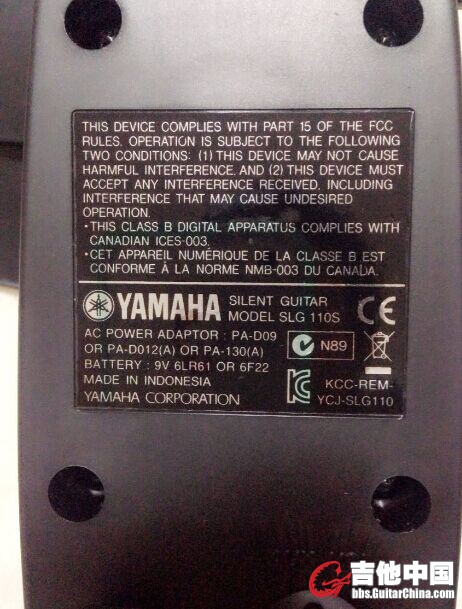 THIS DEVICE COMPLIES WITH PART 15 OF THE FCC
RULES. OPERATION IS SUBJECT TO THE FOLLOWING
TWO CONDITIONS: (1) THIS DEVICE MAY NOT CAUSE
HARMFUL INTERFERENCE, AND (2) THIS DEVICE MUST
ACCEPT ANY INTERFERENCE RECEIVED, INCLUDING
INTERFERENCE THAT MAY CAUSE UNDESIRED
OPERATION.
・THIS CLASS B DIGITAL APPARATUS COMPLIES WITH
CANADIAN ICES-003.
・CET APPAREIL NUMÉRIQUE DE LA CLASSE B EST
CONFORME À LA NORME NMB-003 DU CANADA.
YAMAHA SILENT GUITAR
MODEL SLG 110S CE
AC POWER ADAPTOR : PA-D09
OR PA-D012(A) OR PA-130(A) N89
BATTERY : 9V 6LR61 OR 6F22
MADE IN INDONESIA KCC-REM-
YAMAHA CORPORATION YCJ-SLG110
吉他中国
bbs.GuitarChina.com